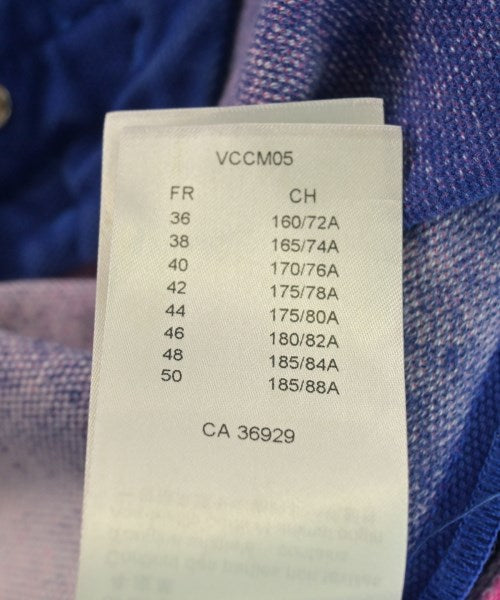 VCCM05
FR CH
36 160/72A
38 165/74A
40 170/76A
42 175/78A
44 175/80A
46 180/82A
48 185/84A
50 185/88A
CA 36929